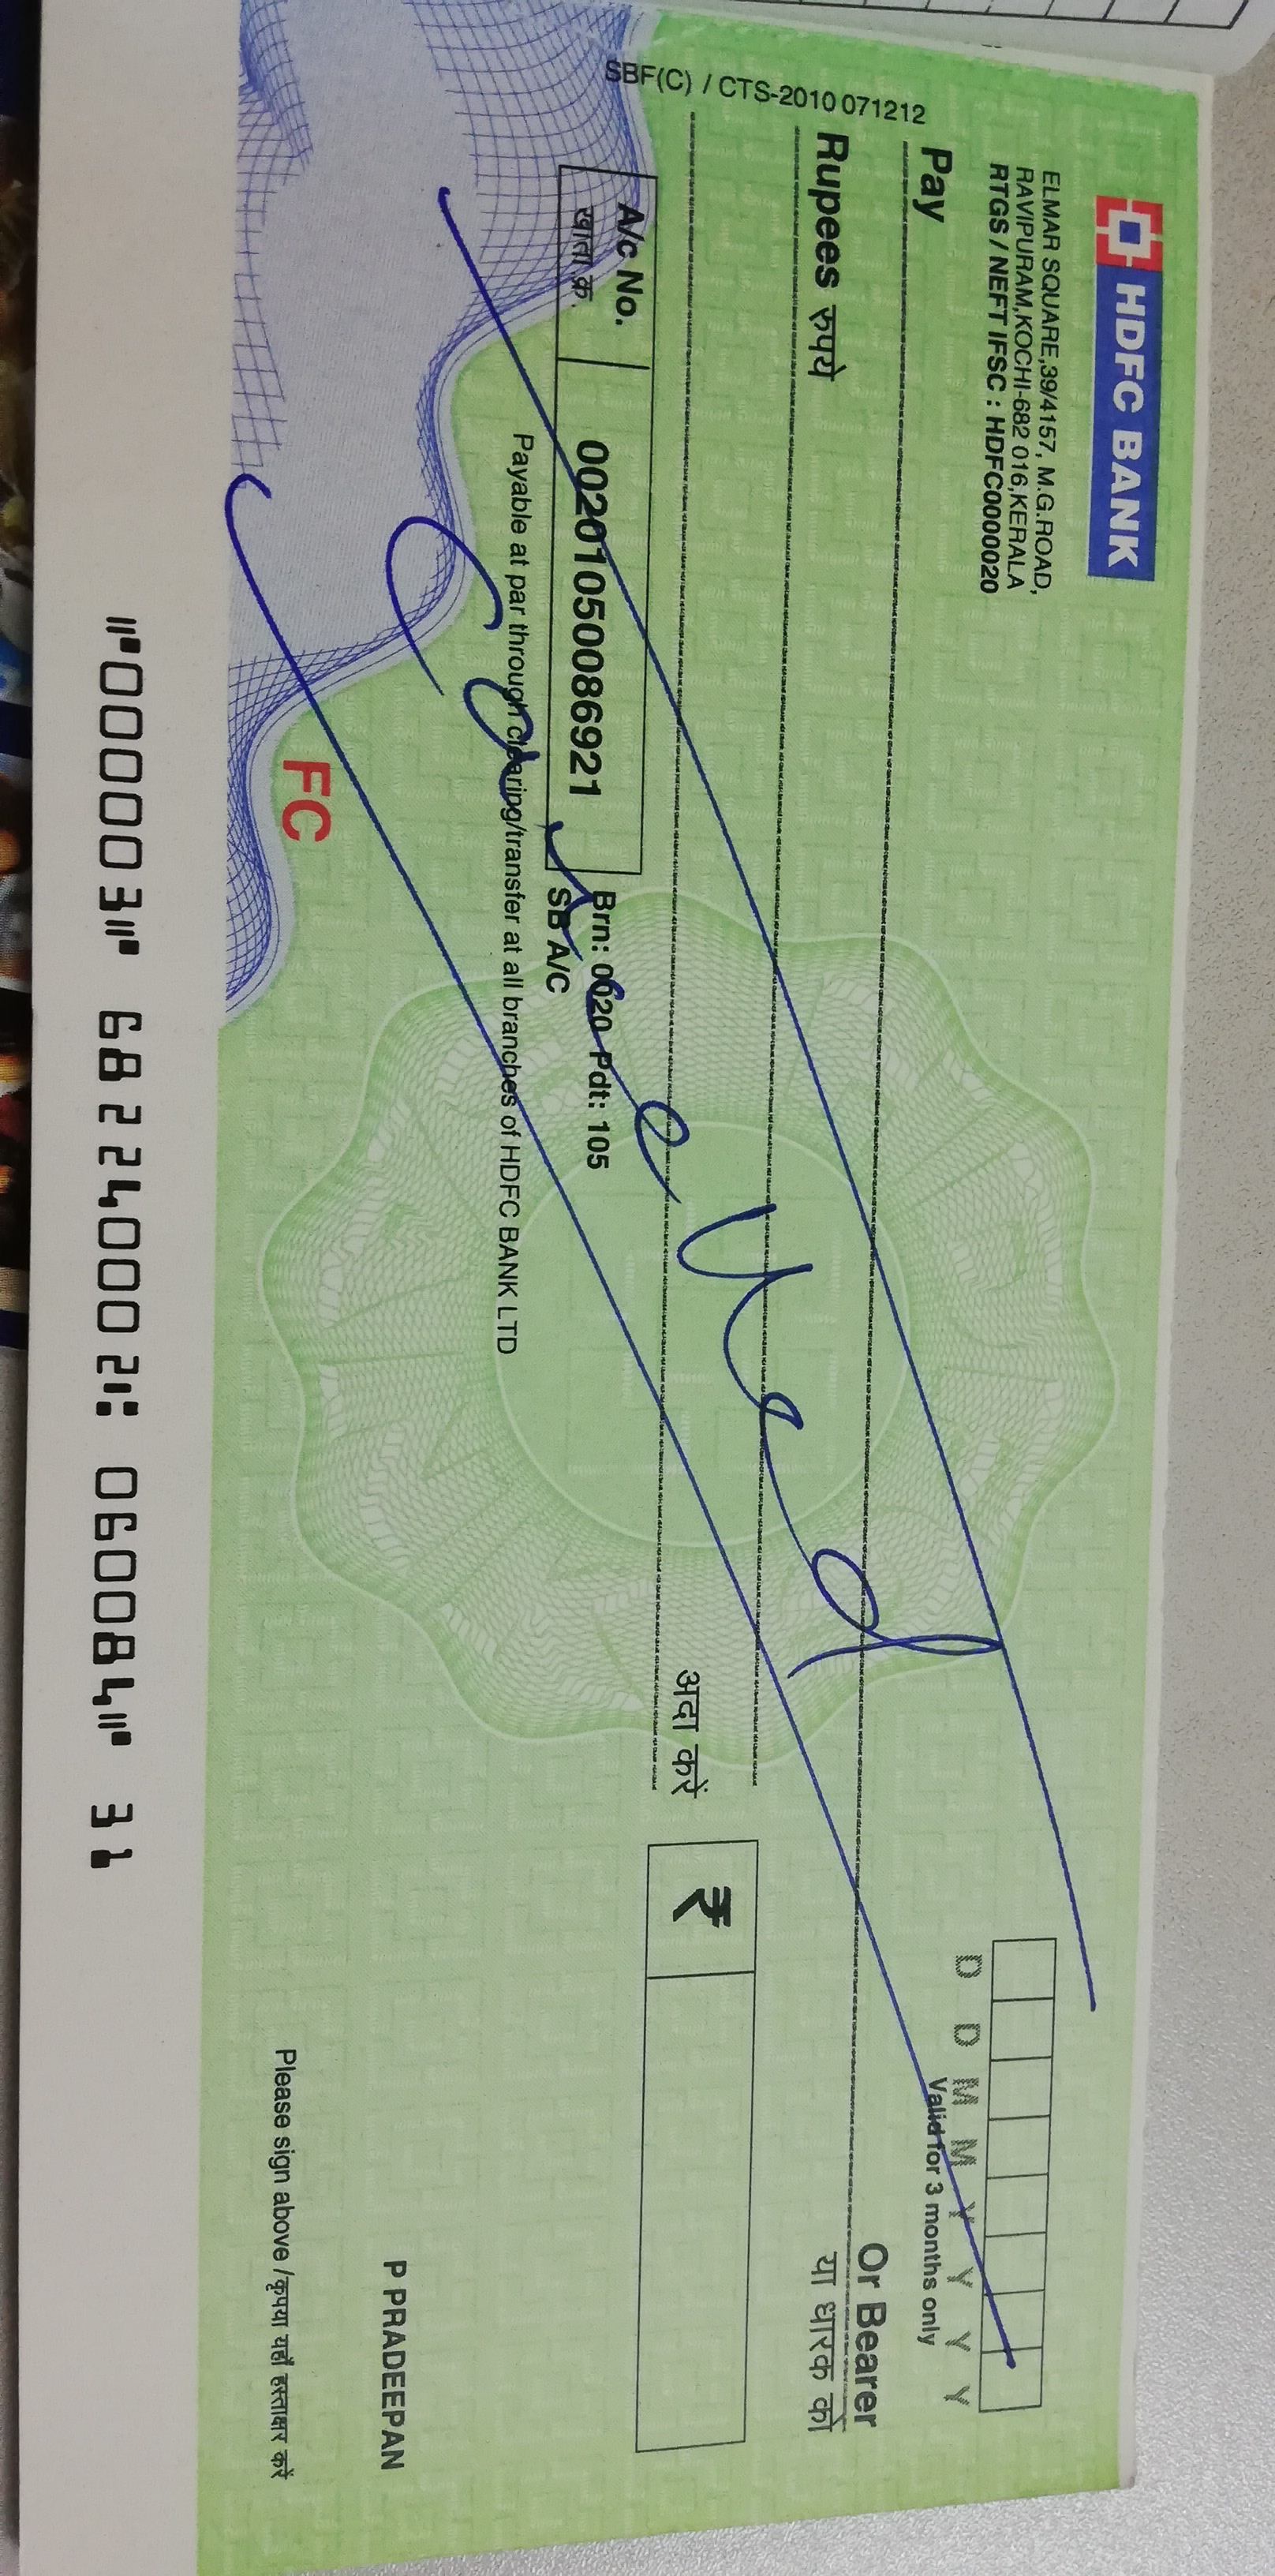 HDFC BANK
ELMAR SQUARE,39/4157, M.G.ROAD,
RAVIPURAM,KOCHI-682 016,KERALA
RTGS / NEFT IFSC : HDFC0000020
D D M M Y Y Y Y
Valid for 3 months only
Pay
Or Bearer
या धारक को
Rupees रुपये
अदा करें
₹
A/c No.
खाता क्र.
00201050086921
Brn: 0020 Pdt: 105
SB A/C
Payable at par through clearing/transfer at all branches of HDFC BANK LTD
Cancelled
SBF(C) / CTS-2010 071212
P PRADEEPAN
FC
Please sign above /कृपया यहाँ हस्ताक्षर करें
⑈000003⑈ 682240002⑆ 060084⑈ 31